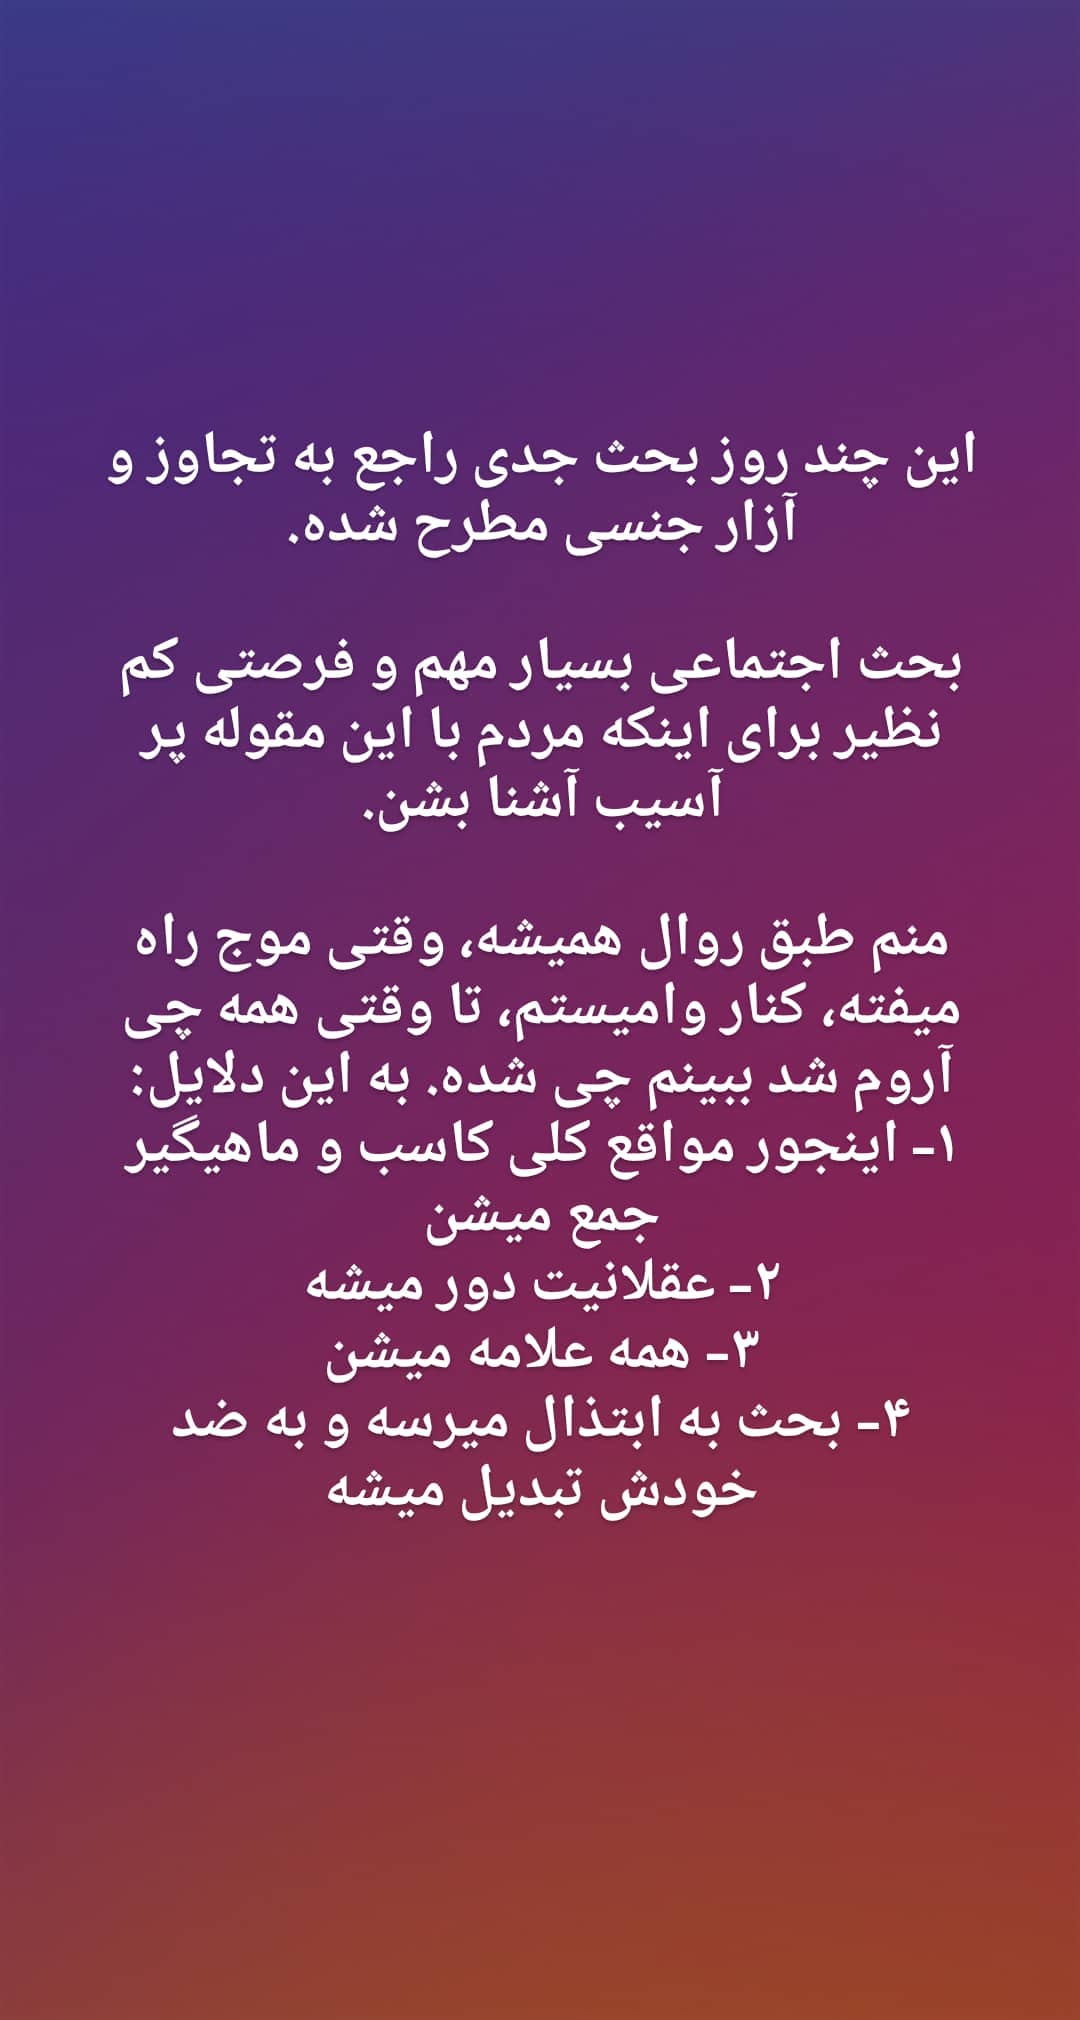 این چند روز بحث جدی راجع به تجاوز و
آزار جنسی مطرح شده.
بحث اجتماعی بسیار مهم و فرصتی کم
نظیر برای اینکه مردم با این مقوله پر
آسیب آشنا بشن.
منم طبق روال همیشه، وقتی موج راه
میفته، کنار وامیستم، تا وقتی همه چی
آروم شد ببینم چی شده. به این دلایل:
۱- اینجور مواقع کلی کاسب و ماهیگیر
جمع میشن
۲- عقلانیت دور میشه
۳- همه علامه میشن
۴- بحث به ابتذال میرسه و به ضد
خودش تبدیل میشه